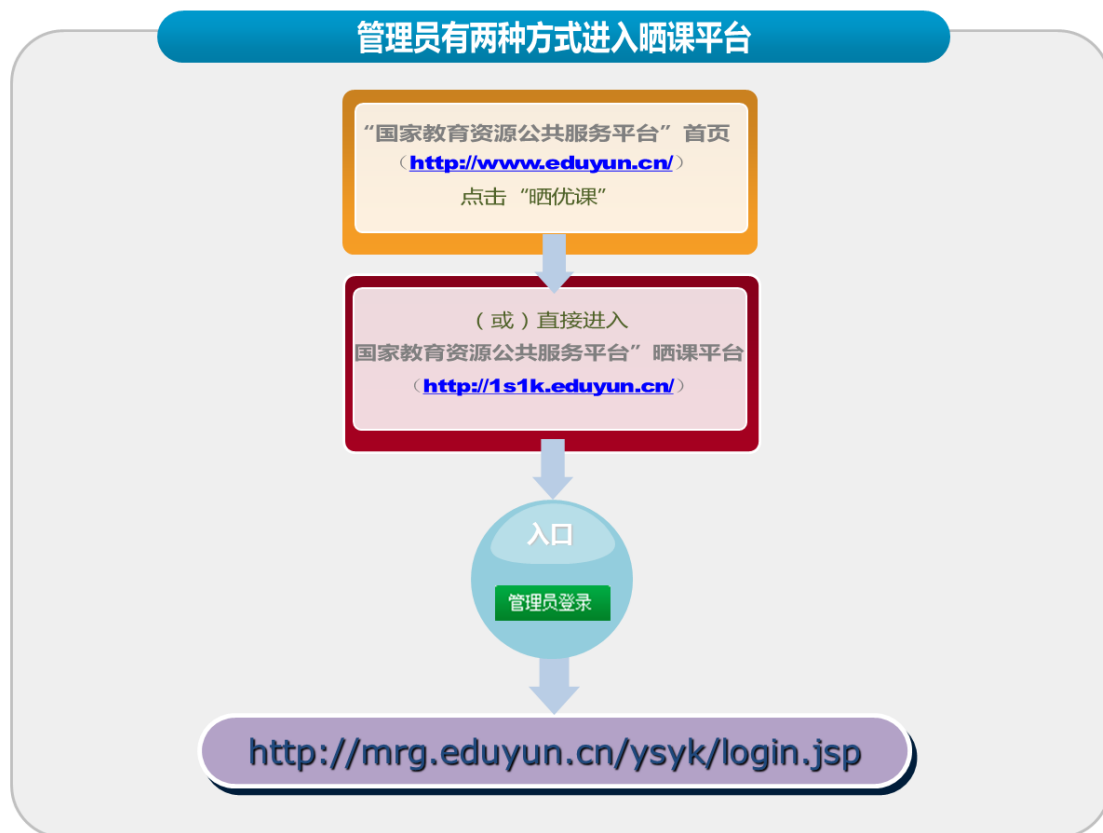 管理员有两种方式进入晒课平台
“国家教育资源公共服务平台”首页
（http://www.eduyun.cn/）
点击“晒优课”
（或）直接进入
国家教育资源公共服务平台”晒课平台
（http://1s1k.eduyun.cn/）
入口
管理员登录
http://mrg.eduyun.cn/ysyk/login.jsp